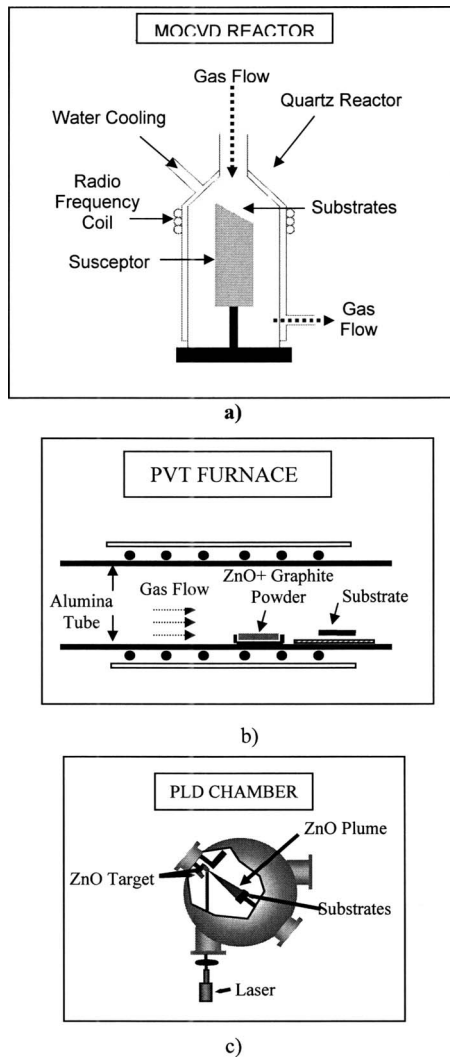 MOCVD REACTOR
Gas Flow
Quartz Reactor
Water Cooling
Radio
Frequency
Coil
Substrates
Susceptor
Gas
Flow
a)
PVT FURNACE
Gas Flow
ZnO+ Graphite
Powder
Substrate
Alumina
Tube
b)
PLD CHAMBER
ZnO Plume
ZnO Target
Substrates
Laser
c)